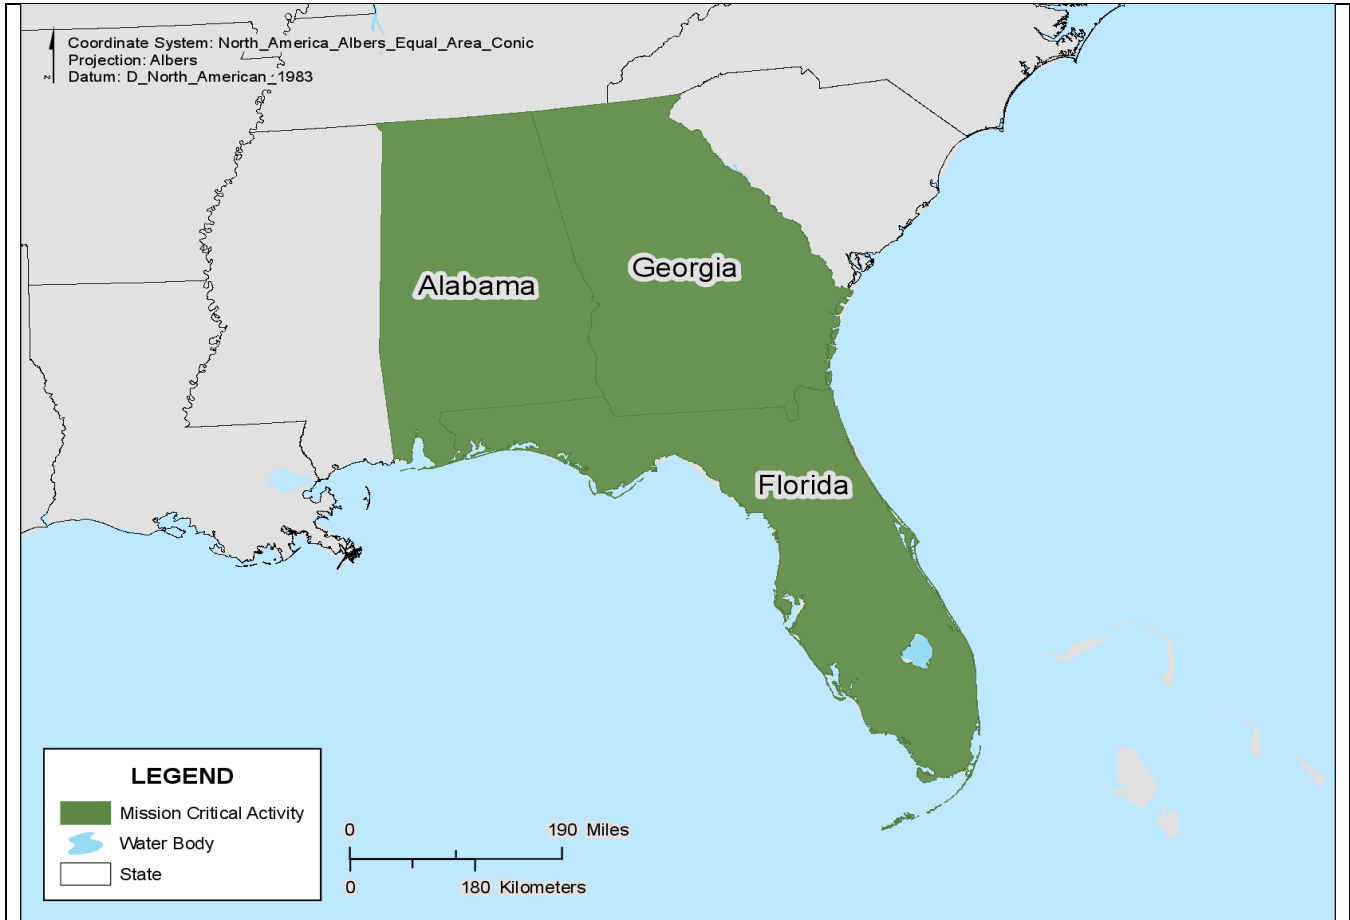 Coordinate System: North_America_Albers_Equal_Area_Conic
Projection: Albers
Datum: D_North_American_1983
N
Georgia
Alabama
Florida
LEGEND
Mission Critical Activity
Water Body
State
0 190 Miles
0 180 Kilometers